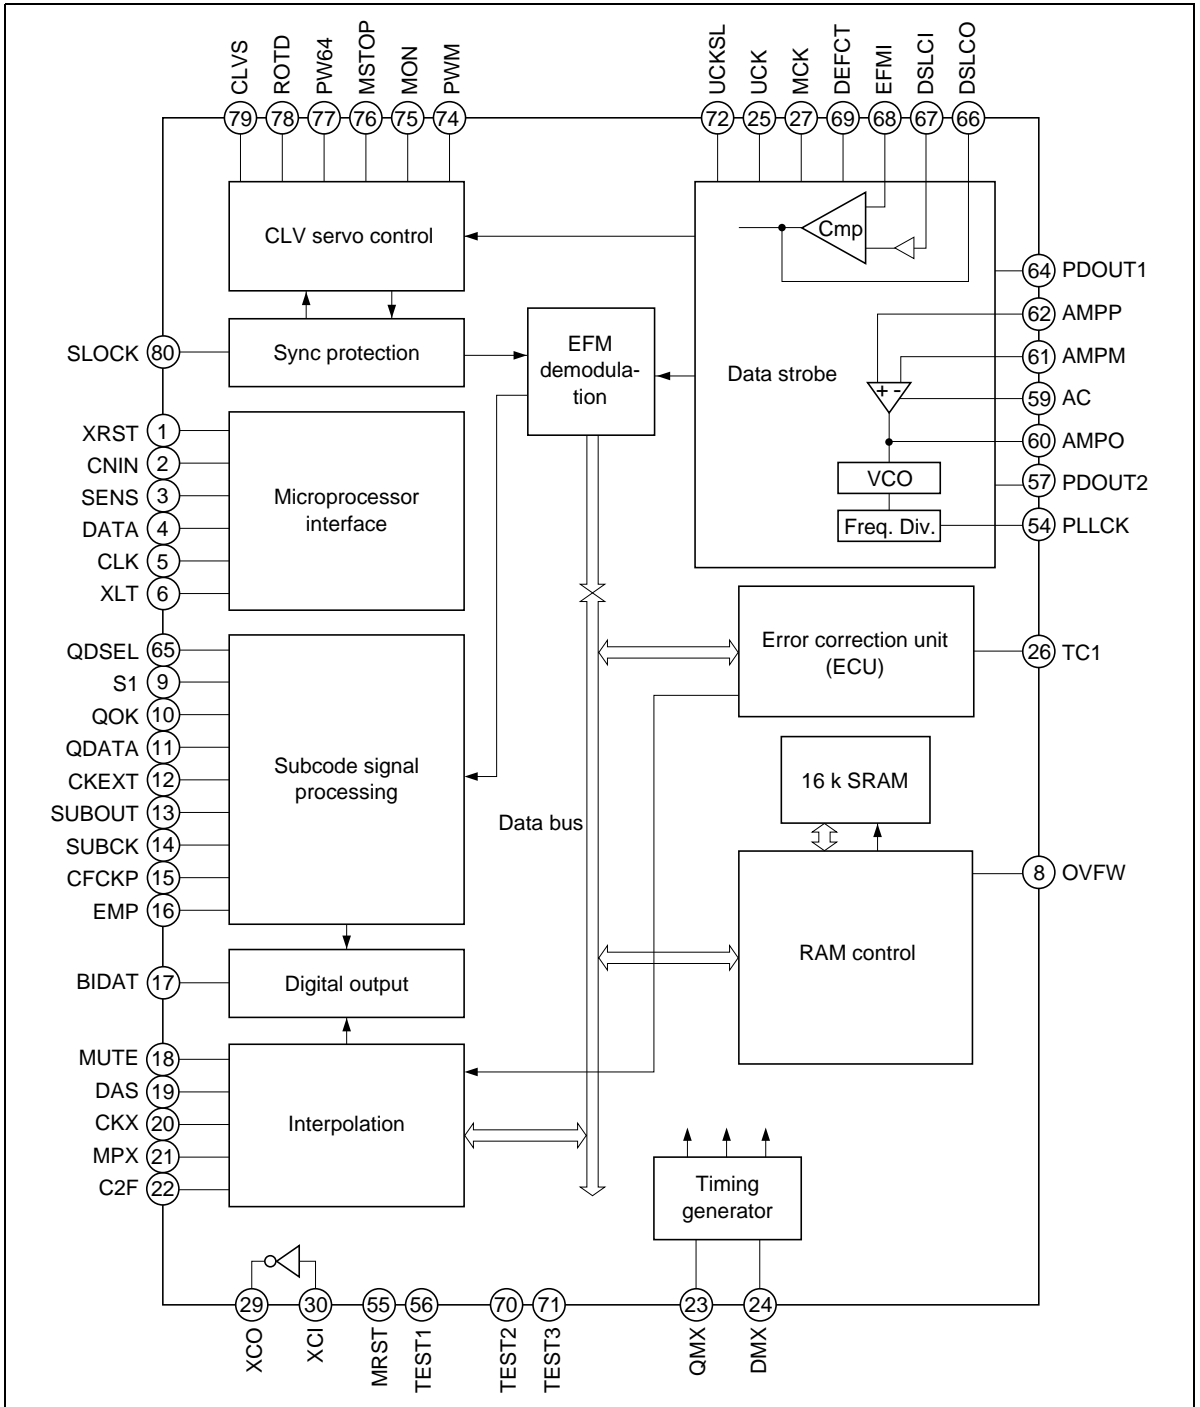 CLVS
ROTD
PW64
MSTOP
MON
PWM
UCKSL
UCK
MCK
DEFCT
EFMI
DSLCI
DSLCO
79
78
77
76
75
74
72
25
27
69
68
67
66
CLV servo control
Cmp
64 PDOUT1
62 AMPP
61 AMPM
59 AC
60 AMPO
57 PDOUT2
54 PLLCK
SLOCK 80
Sync protection
EFM
demodula-
tion
Data strobe
+ -
VCO
Freq. Div.
XRST 1
CNIN 2
SENS 3
DATA 4
CLK 5
XLT 6
Microprocessor
interface
QDSEL 65
S1 9
QOK 10
QDATA 11
CKEXT 12
SUBOUT 13
SUBCK 14
CFCKP 15
EMP 16
Subcode signal
processing
Data bus
Error correction unit
(ECU)
26 TC1
16 k SRAM
8 OVFW
RAM control
BIDAT 17
Digital output
MUTE 18
DAS 19
CKX 20
MPX 21
C2F 22
Interpolation
Timing
generator
29
30
55
56
70
71
23
24
XCO
XCI
MRST
TEST1
TEST2
TEST3
QMX
DMX